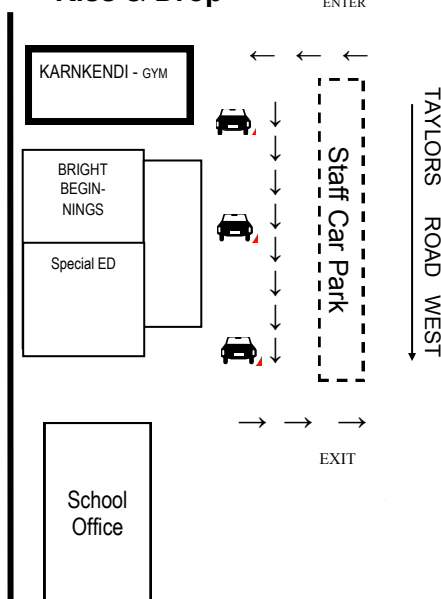 Kiss & Drop
ENTER
KARNKENDI - GYM
BRIGHT
BEGIN-
NINGS
Special ED
Staff Car Park
TAYLORS ROAD WEST
EXIT
School
Office